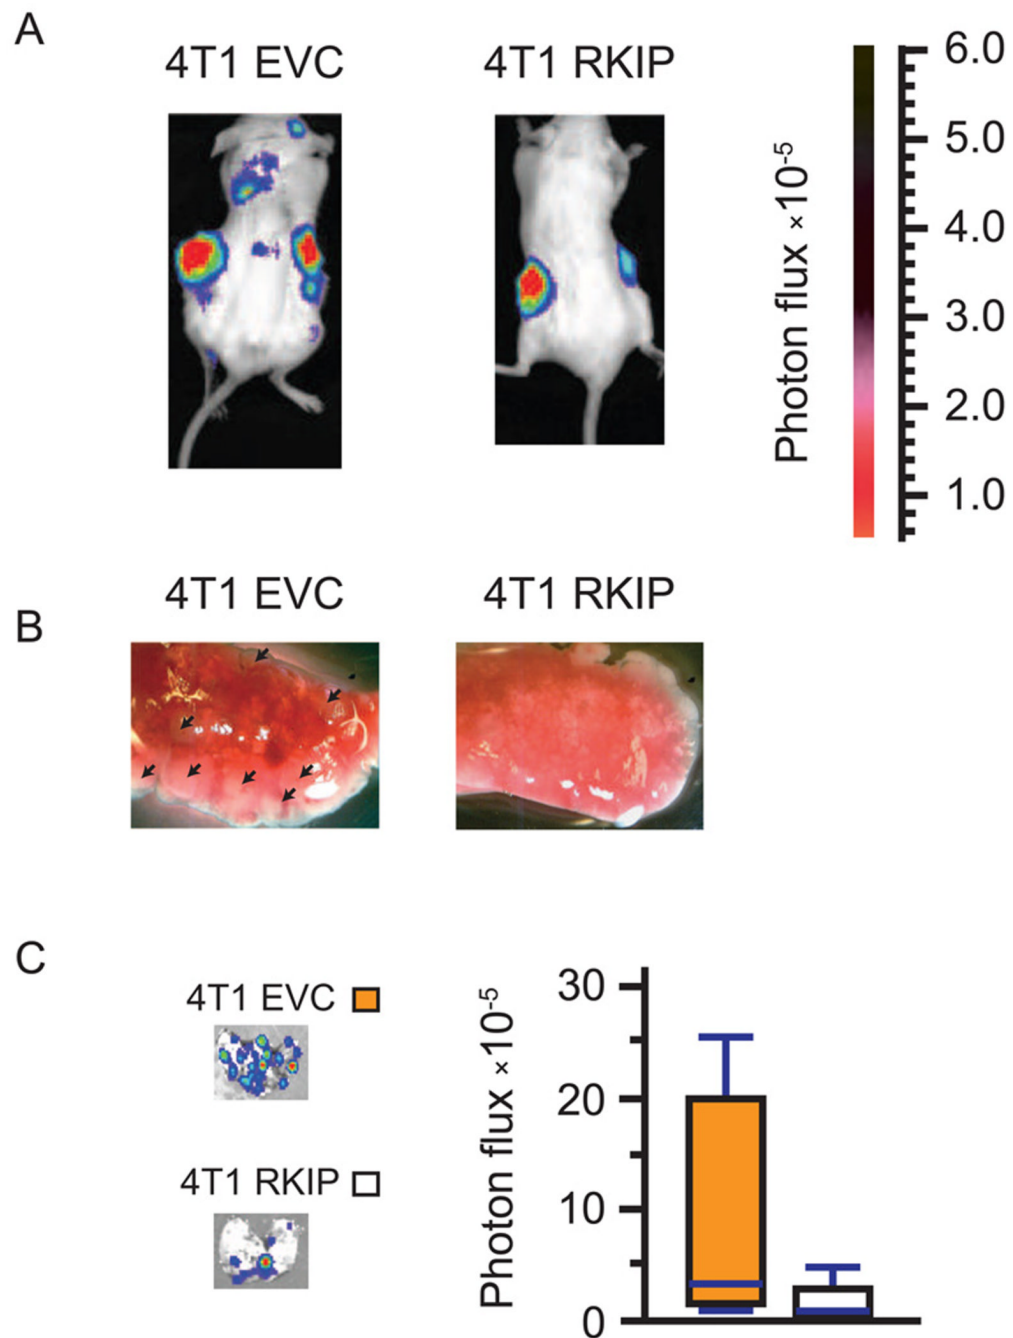 A
4T1 EVC
4T1 RKIP
Photon flux ×10-5
6.0
5.0
4.0
3.0
2.0
1.0
B
4T1 EVC
4T1 RKIP
C
4T1 EVC
4T1 RKIP
Photon flux ×10-5
30
20
10
0